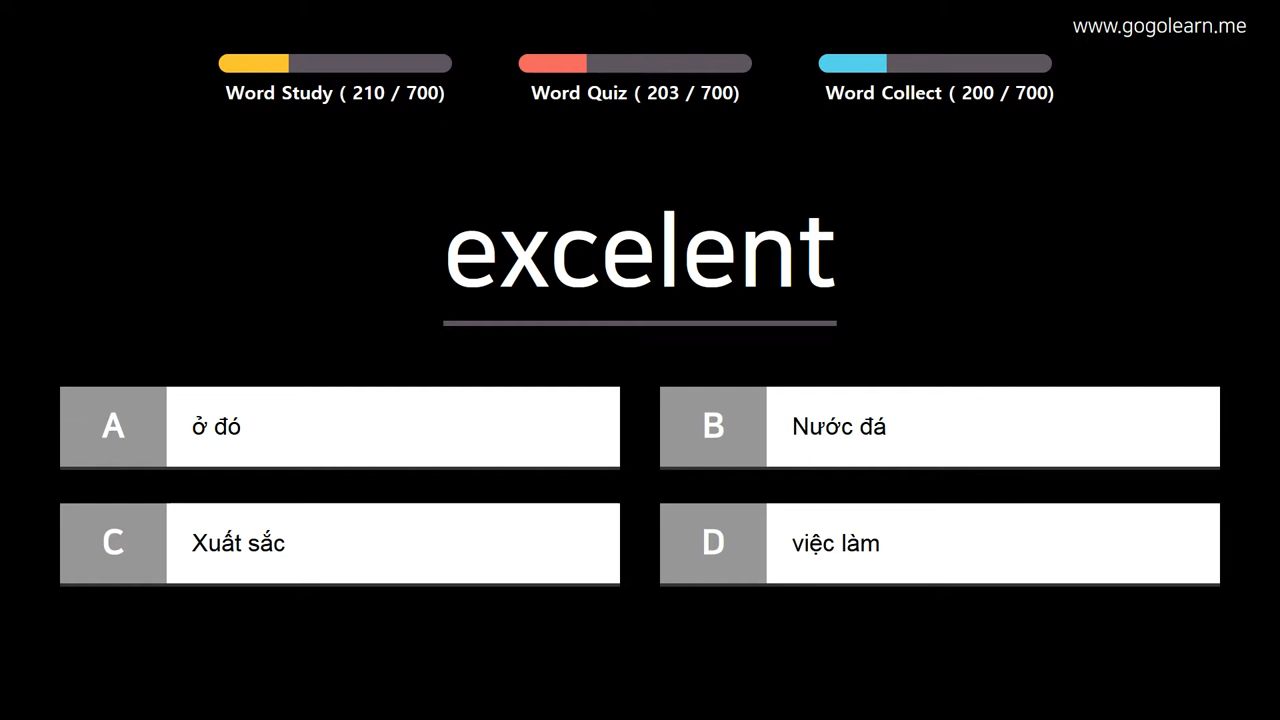 www.gogolearn.me
Word Study ( 210 / 700)
Word Quiz ( 203 / 700)
Word Collect ( 200 / 700)
excelent
A
ở đó
B
Nước đá
C
Xuất sắc
D
việc làm